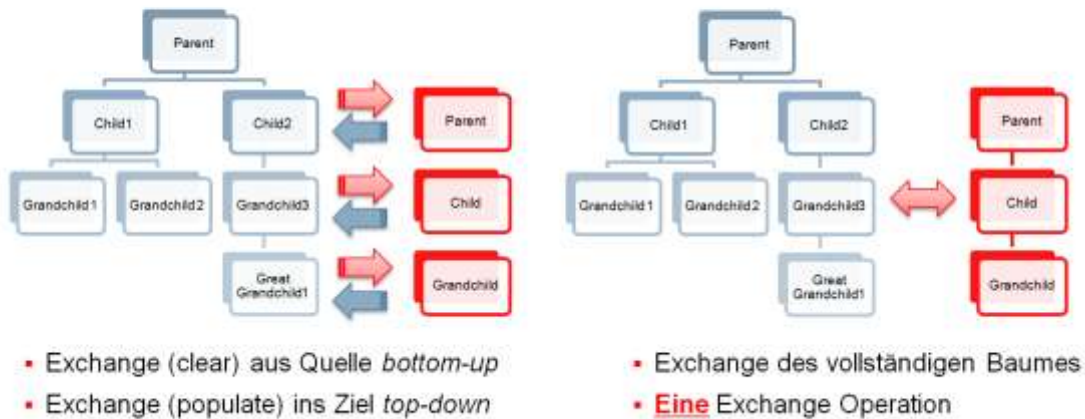 Parent
Child1
Child2
Parent
Grandchild1
Grandchild2
Grandchild3
Child
Great
Grandchild1
Grandchild
▪ Exchange (clear) aus Quelle bottom-up
▪ Exchange (populate) ins Ziel top-down
Parent
Child1
Child2
Parent
Grandchild1
Grandchild2
Grandchild3
Child
Great
Grandchild1
Grandchild
▪ Exchange des vollständigen Baumes
▪ Eine Exchange Operation